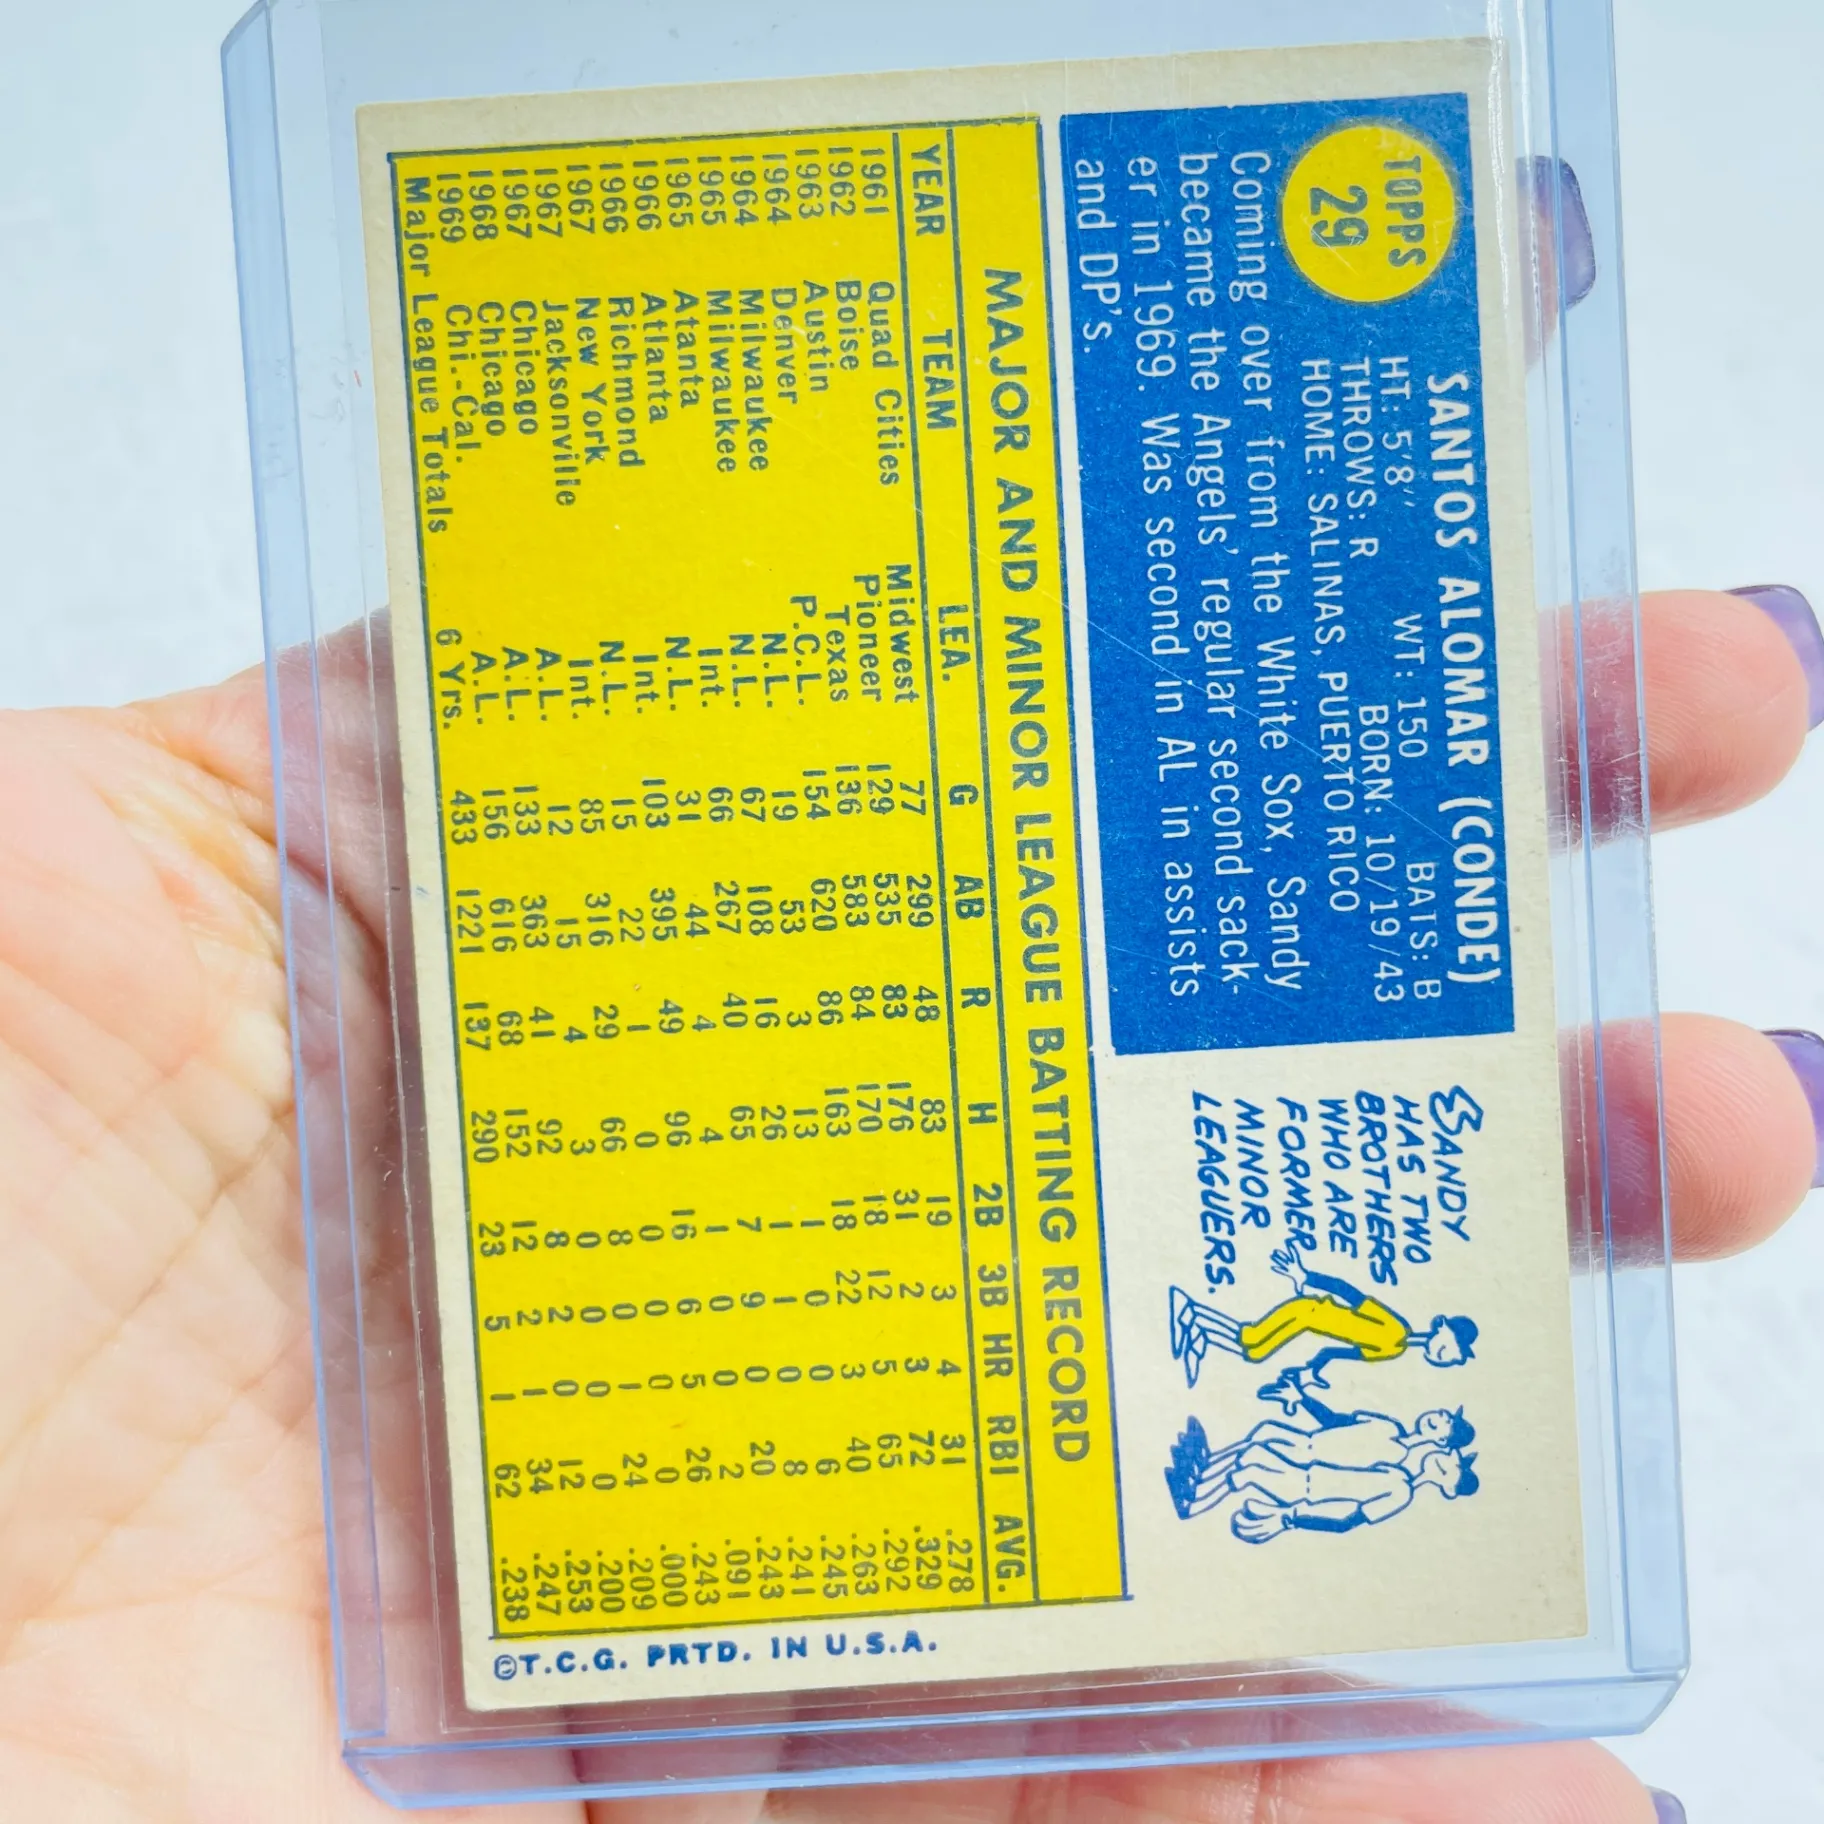 TOPPS
29
SANTOS ALOMAR (CONDE)
HT: 5'8'' WT: 150 BATS: B
THROWS: R BORN: 10/19/43
HOME: SALINAS, PUERTO RICO
Coming over from the White Sox, Sandy
became the Angels' regular second sack-
er in 1969. Was second in AL in assists
and DP's.
SANDY
HAS TWO
BROTHERS
WHO ARE
FORMER
MINOR
LEAGUERS.
MAJOR AND MINOR LEAGUE BATTING RECORD
YEAR TEAM LEA. G AB R H 2B 3B HR RBI AVG.
1961 Quad Cities Midwest 77 299 48 83 19 3 4 31 .278
1962 Boise Pioneer 129 535 83 176 31 2 3 72 .329
1963 Austin Texas 136 583 84 170 18 12 5 65 .292
1964 Denver P.C.L. 154 620 86 163 18 22 3 40 .263
1964 Milwaukee N.L. 19 53 3 13 1 0 0 6 .245
1965 Milwaukee N.L. 67 108 16 26 1 1 0 8 .241
1965 Atanta Int. 66 267 40 65 7 9 0 20 .243
1966 Atlanta N.L. 31 44 4 4 1 0 0 2 .091
1966 Richmond Int. 103 395 49 96 16 6 5 26 .243
1967 New York N.L. 15 22 1 0 0 0 0 0 .000
1967 Jacksonville Int. 85 316 29 66 8 0 1 24 .209
1967 Chicago A.L. 12 15 4 3 0 0 0 0 .200
1968 Chicago A.L. 133 363 41 92 8 2 0 12 .253
1969 Chi.-Cal. A.L. 156 616 68 152 12 2 1 34 .247
Major League Totals 6 Yrs. 433 1221 137 290 23 5 1 62 .238
©T.C.G. PRTD. IN U.S.A.